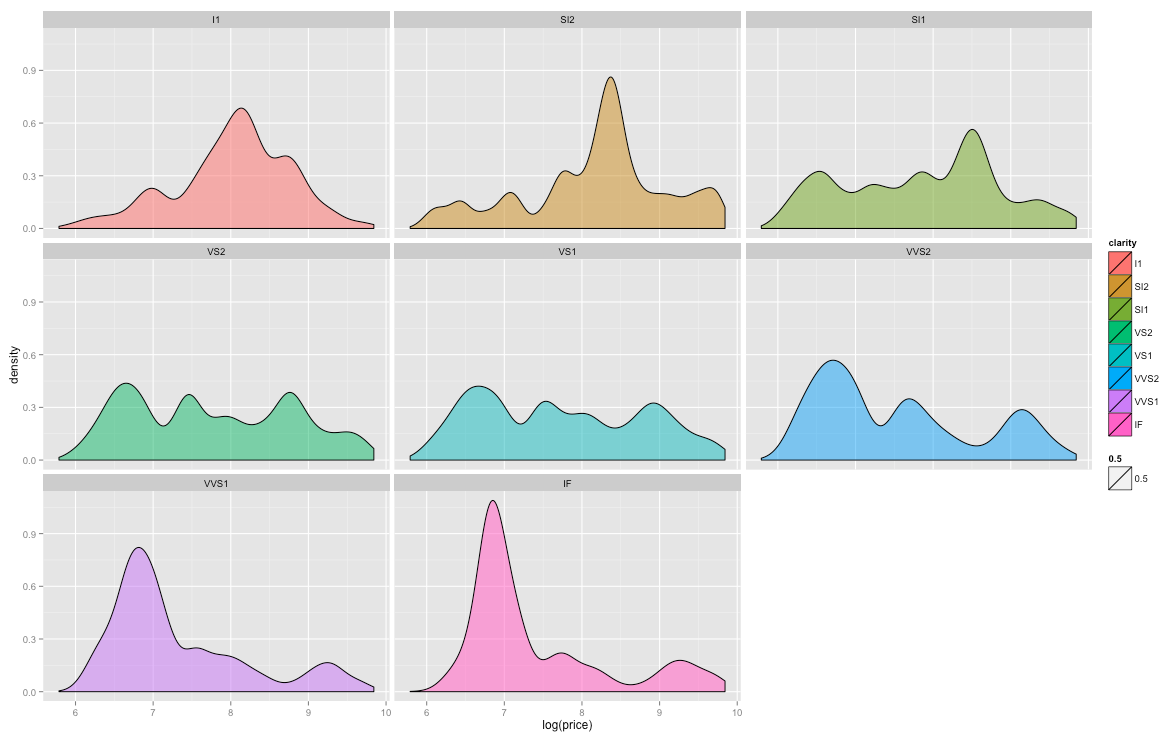 I1 SI2 SI1
0.9
0.6
0.3
0.0
VS2 VS1 VVS2
0.9
0.6
0.3
0.0
VVS1 IF
0.9
0.6
0.3
0.0
6 7 8 9 10 6 7 8 9 10
log(price)
density
clarity
I1
SI2
SI1
VS2
VS1
VVS2
VVS1
IF
0.5
0.5